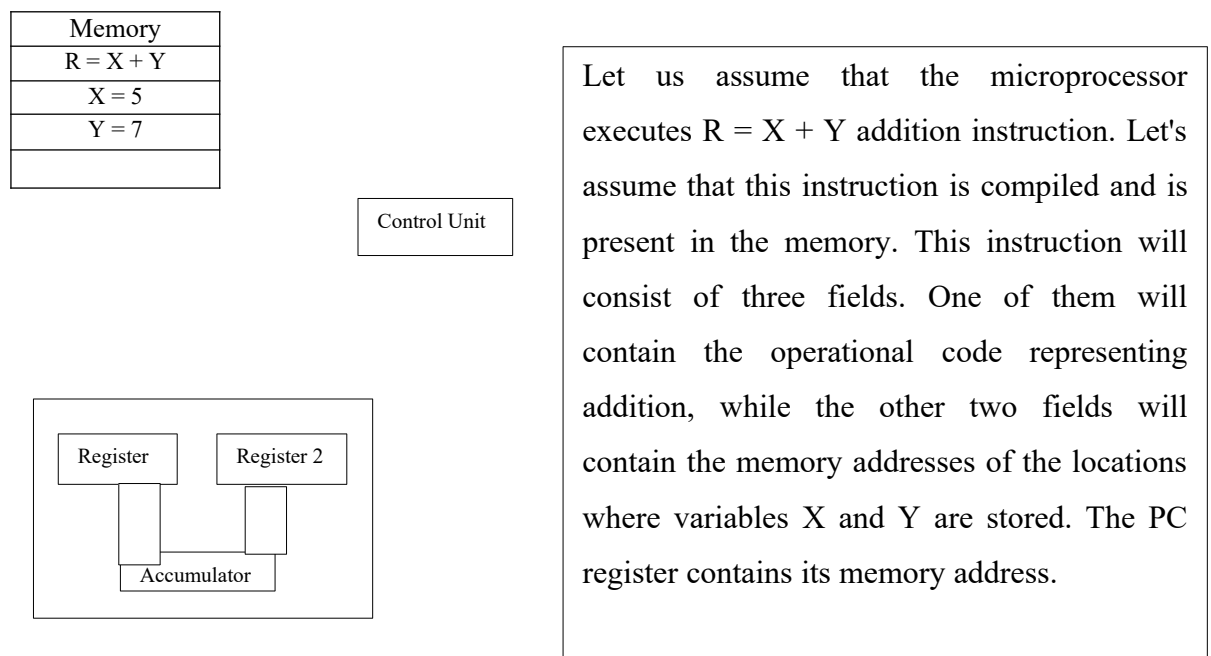 Memory
R = X + Y
X = 5
Y = 7
Control Unit
Register
Register 2
Accumulator
Let us assume that the microprocessor
executes R = X + Y addition instruction. Let's
assume that this instruction is compiled and is
present in the memory. This instruction will
consist of three fields. One of them will
contain the operational code representing
addition, while the other two fields will
contain the memory addresses of the locations
where variables X and Y are stored. The PC
register contains its memory address.